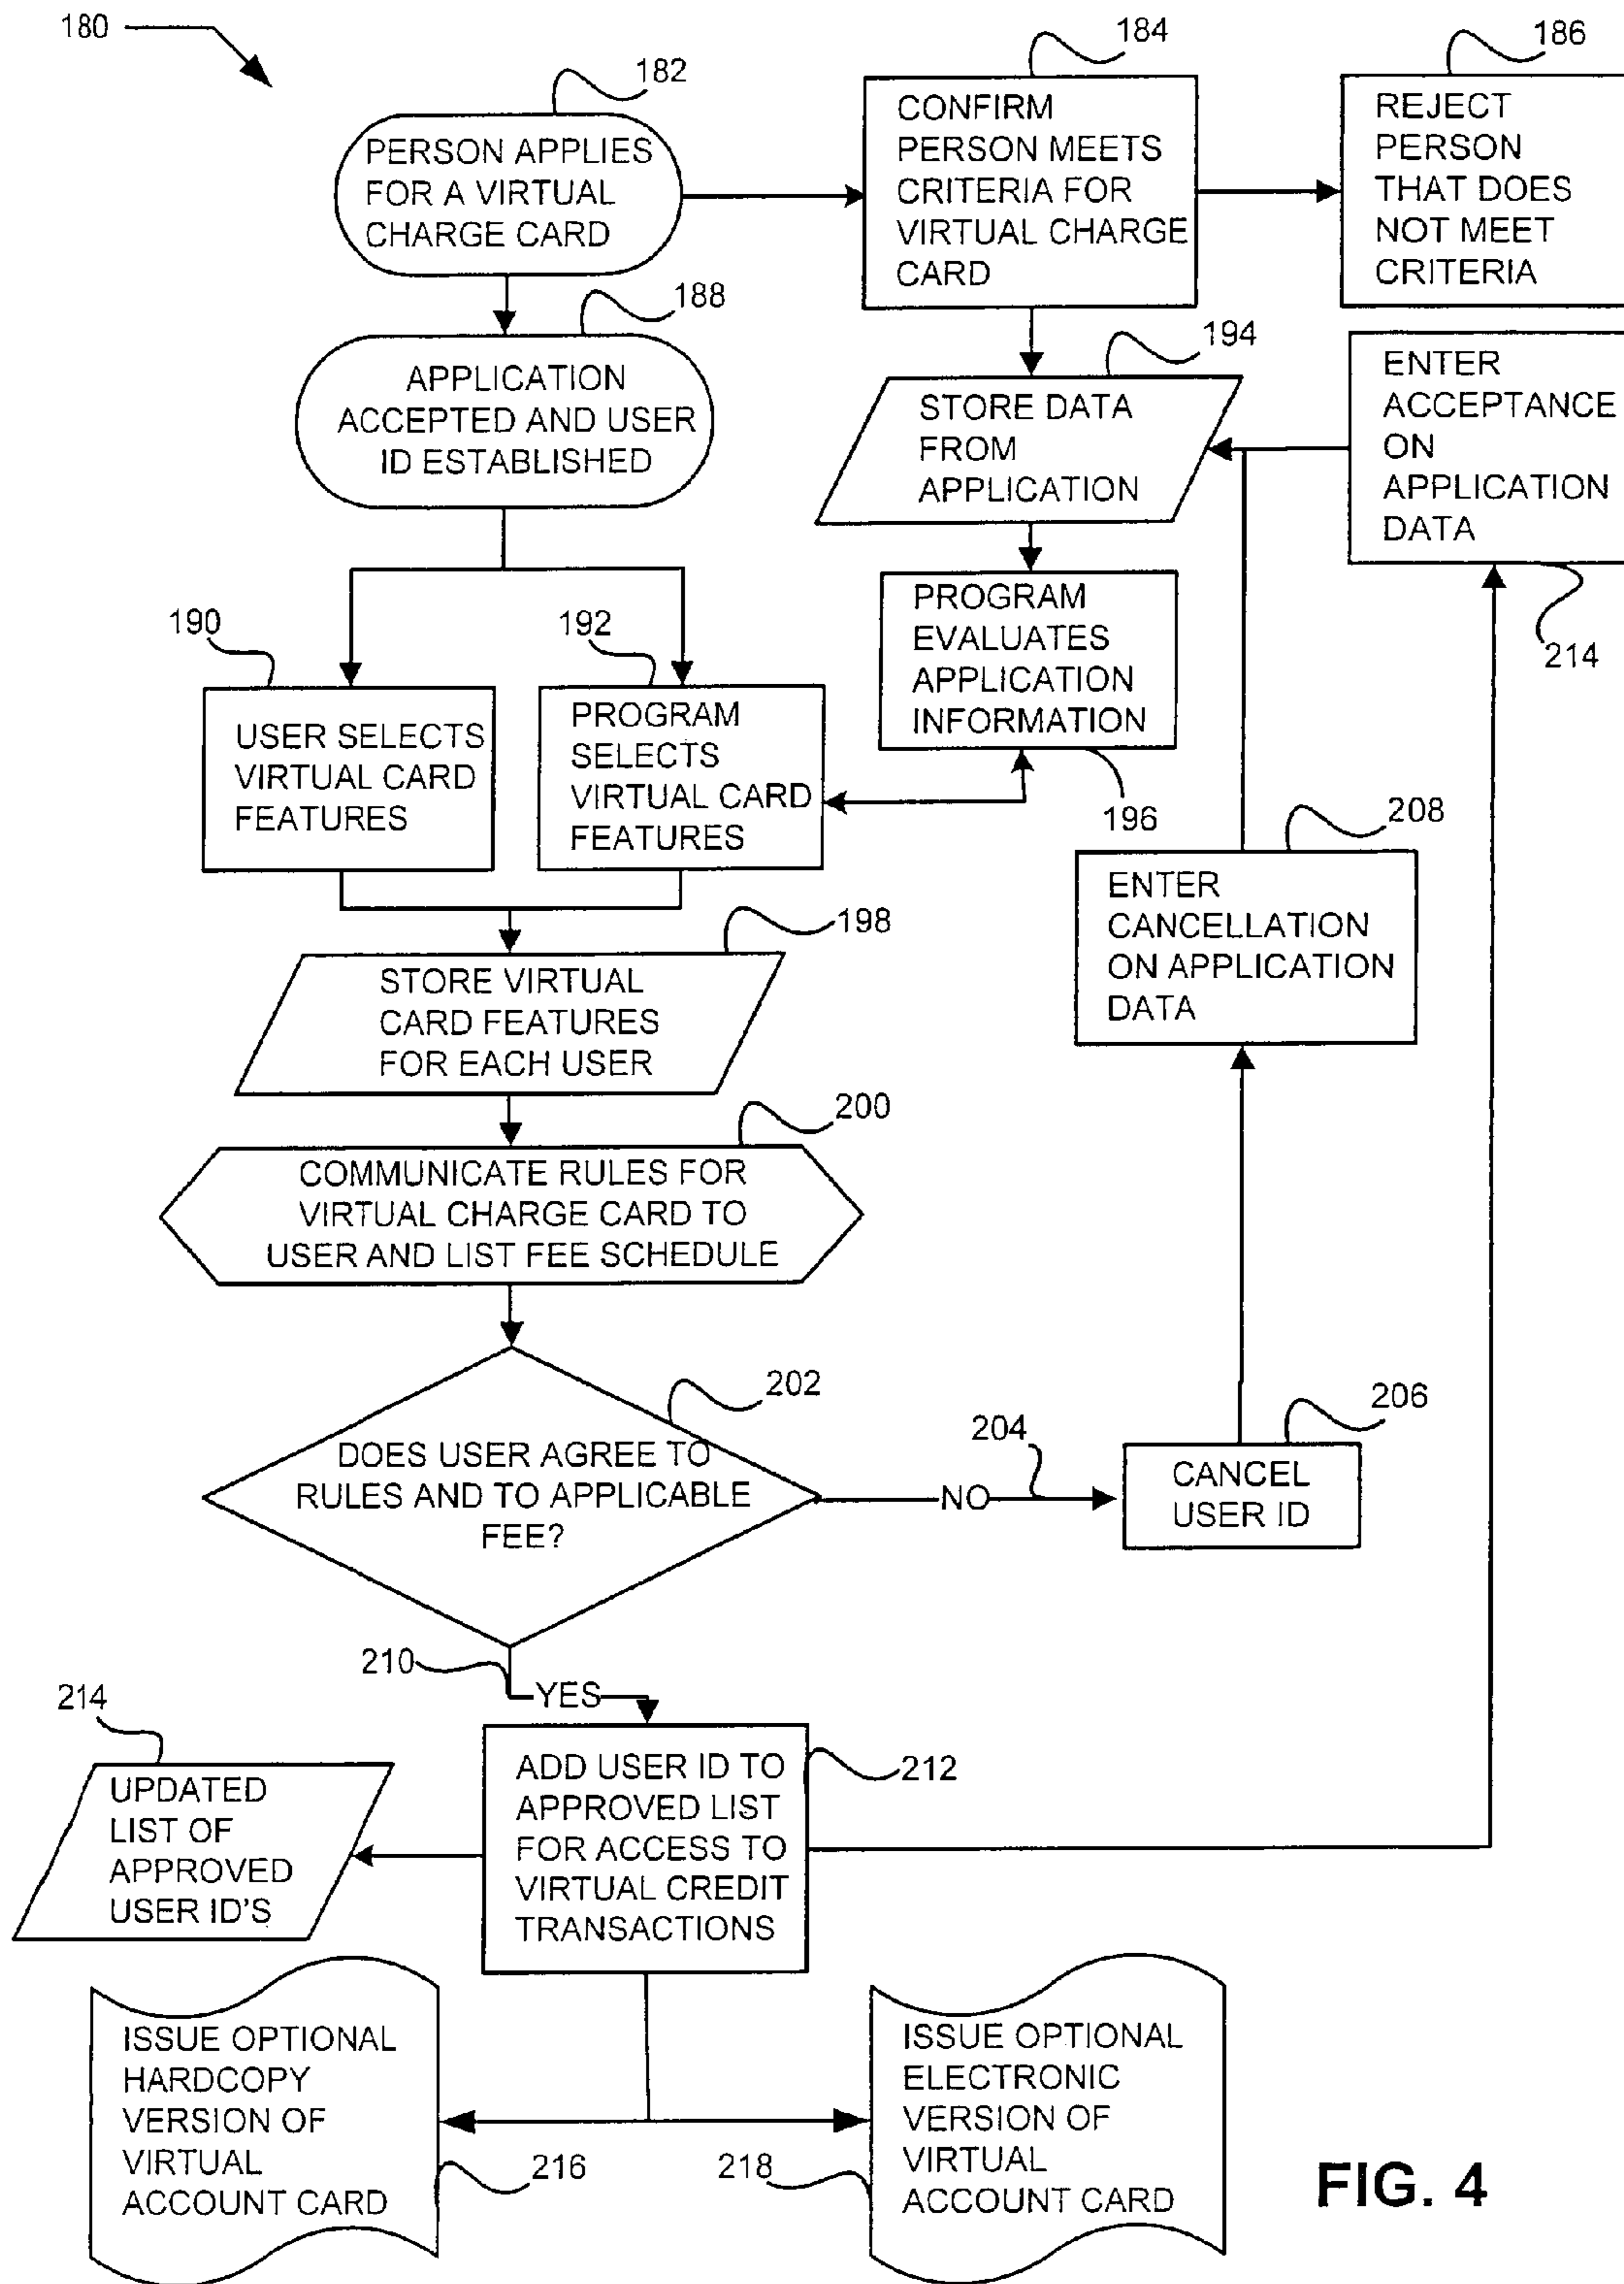 180
182
PERSON APPLIES
FOR A VIRTUAL
CHARGE CARD
184
CONFIRM
PERSON MEETS
CRITERIA FOR
VIRTUAL CHARGE
CARD
186
REJECT
PERSON
THAT DOES
NOT MEET
CRITERIA
188
APPLICATION
ACCEPTED AND USER
ID ESTABLISHED
194
STORE DATA
FROM
APPLICATION
ENTER
ACCEPTANCE
ON
APPLICATION
DATA
214
190
USER SELECTS
VIRTUAL CARD
FEATURES
192
PROGRAM
SELECTS
VIRTUAL CARD
FEATURES
PROGRAM
EVALUATES
APPLICATION
INFORMATION
196
198
STORE VIRTUAL
CARD FEATURES
FOR EACH USER
208
ENTER
CANCELLATION
ON APPLICATION
DATA
200
COMMUNICATE RULES FOR
VIRTUAL CHARGE CARD TO
USER AND LIST FEE SCHEDULE
202
DOES USER AGREE TO
RULES AND TO APPLICABLE
FEE?
204
NO
206
CANCEL
USER ID
210
YES
214
UPDATED
LIST OF
APPROVED
USER ID'S
ADD USER ID TO
APPROVED LIST
FOR ACCESS TO
VIRTUAL CREDIT
TRANSACTIONS
212
ISSUE OPTIONAL
HARDCOPY
VERSION OF
VIRTUAL
ACCOUNT CARD
216
218
ISSUE OPTIONAL
ELECTRONIC
VERSION OF
VIRTUAL
ACCOUNT CARD
FIG. 4